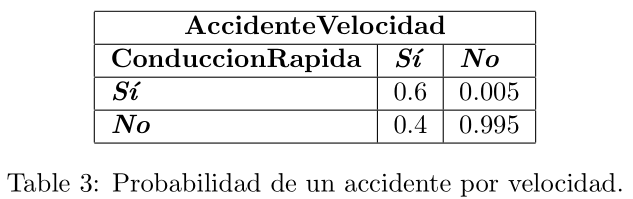 AccidenteVelocidad
ConduccionRapida Sí No
Sí 0.6 0.005
No 0.4 0.995
Table 3: Probabilidad de un accidente por velocidad.